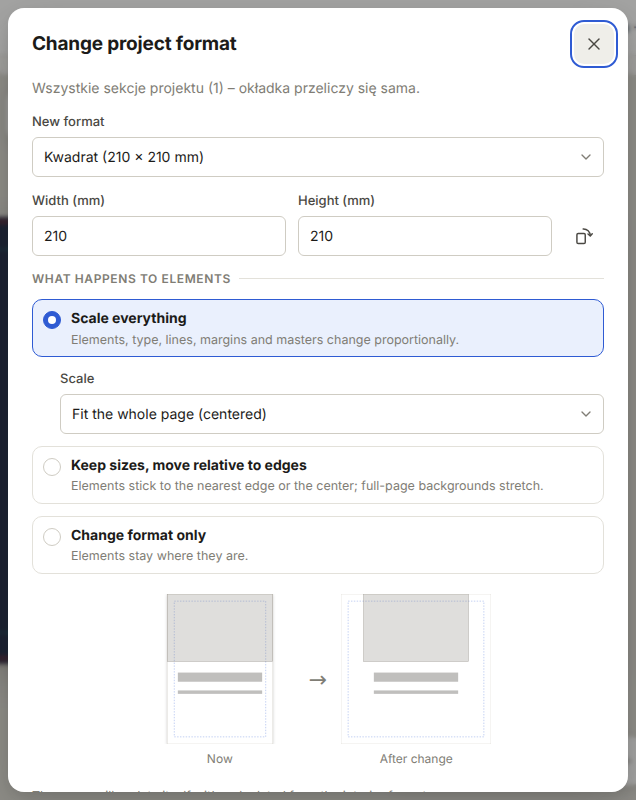 Change project format
Wszystkie sekcje projektu (1) – okładka przeliczy się sama.
New format
Kwadrat (210 × 210 mm)
Width (mm)
Height (mm)
210
210
WHAT HAPPENS TO ELEMENTS
Scale everything
Elements, type, lines, margins and masters change proportionally.
Scale
Fit the whole page (centered)
Keep sizes, move relative to edges
Elements stick to the nearest edge or the center; full-page backgrounds stretch.
Change format only
Elements stay where they are.
Now
After change